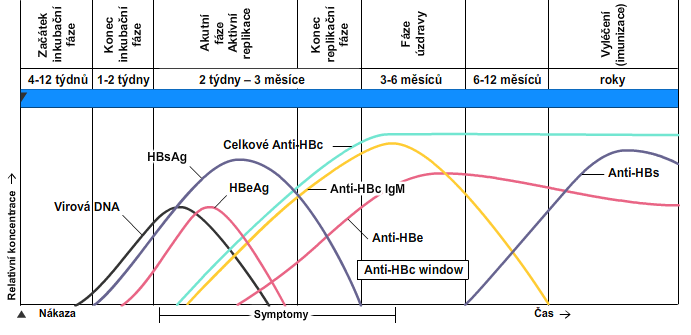 Začátek
inkubační
fáze
Konec
inkubační
fáze
Akutní
fáze
Aktivní
replikace
Konec
replikační
fáze
Fáze
úzdravy
Vyléčení
(imunizace)
4-12 týdnů
1-2 týdny
2 týdny – 3 měsíce
3-6 měsíců
6-12 měsíců
roky
Celkové Anti-HBc
HBsAg
HBeAg
Anti-HBc IgM
Anti-HBs
Virová DNA
Anti-HBe
Anti-HBc window
Relativní koncentrace →
Nákaza
Symptomy
Čas →